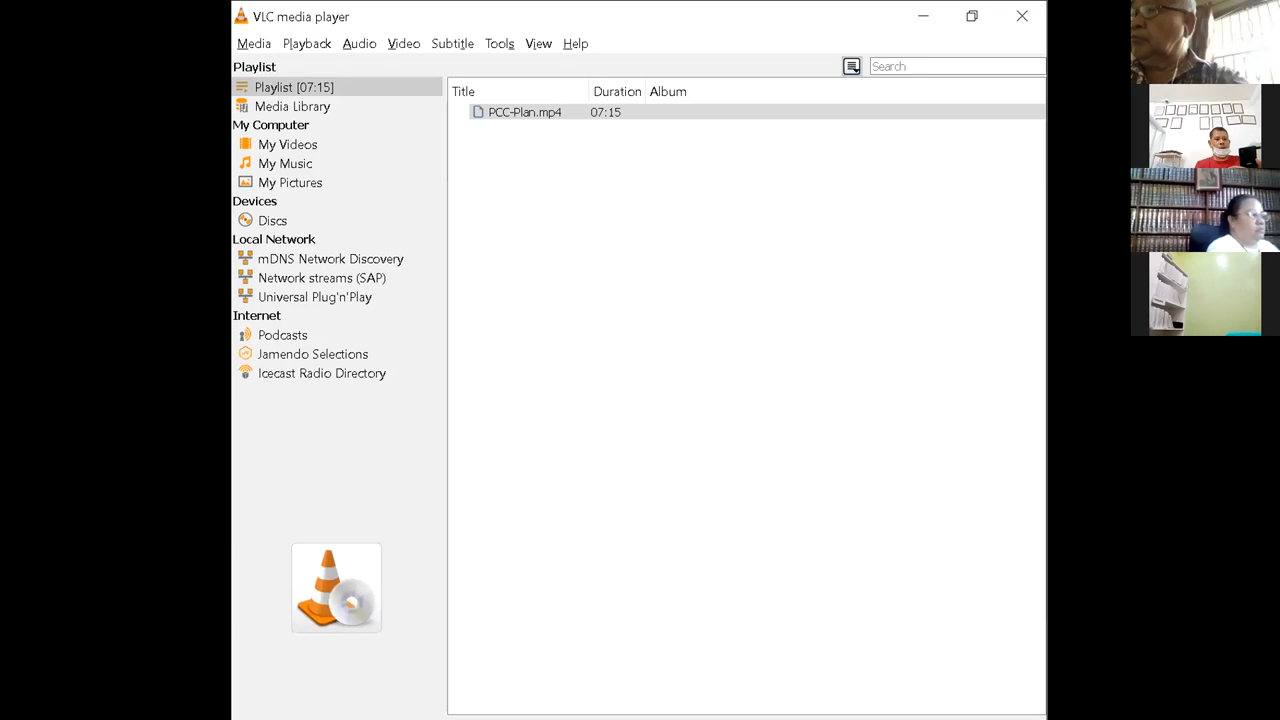 VLC media player
Media Playback Audio Video Subtitle Tools View Help
Playlist
Search
Playlist [07:15]
Media Library
My Computer
My Videos
My Music
My Pictures
Devices
Discs
Local Network
mDNS Network Discovery
Network streams (SAP)
Universal Plug'n'Play
Internet
Podcasts
Jamendo Selections
Icecast Radio Directory
Title Duration Album
PCC-Plan.mp4 07:15